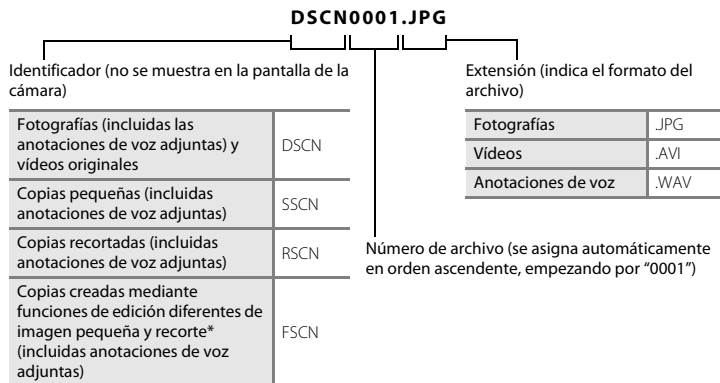 DSCN0001.JPG
Identificador (no se muestra en la pantalla de la
cámara)
Fotografías (incluidas las
anotaciones de voz adjuntas) y
vídeos originales
DSCN
Copias pequeñas (incluidas
anotaciones de voz adjuntas)
SSCN
Copias recortadas (incluidas
anotaciones de voz adjuntas)
RSCN
Copias creadas mediante
funciones de edición diferentes de
imagen pequeña y recorte*
(incluidas anotaciones de voz
adjuntas)
FSCN
Extensión (indica el formato del
archivo)
Fotografías .JPG
Vídeos .AVI
Anotaciones de voz .WAV
Número de archivo (se asigna automáticamente
en orden ascendente, empezando por “0001”)